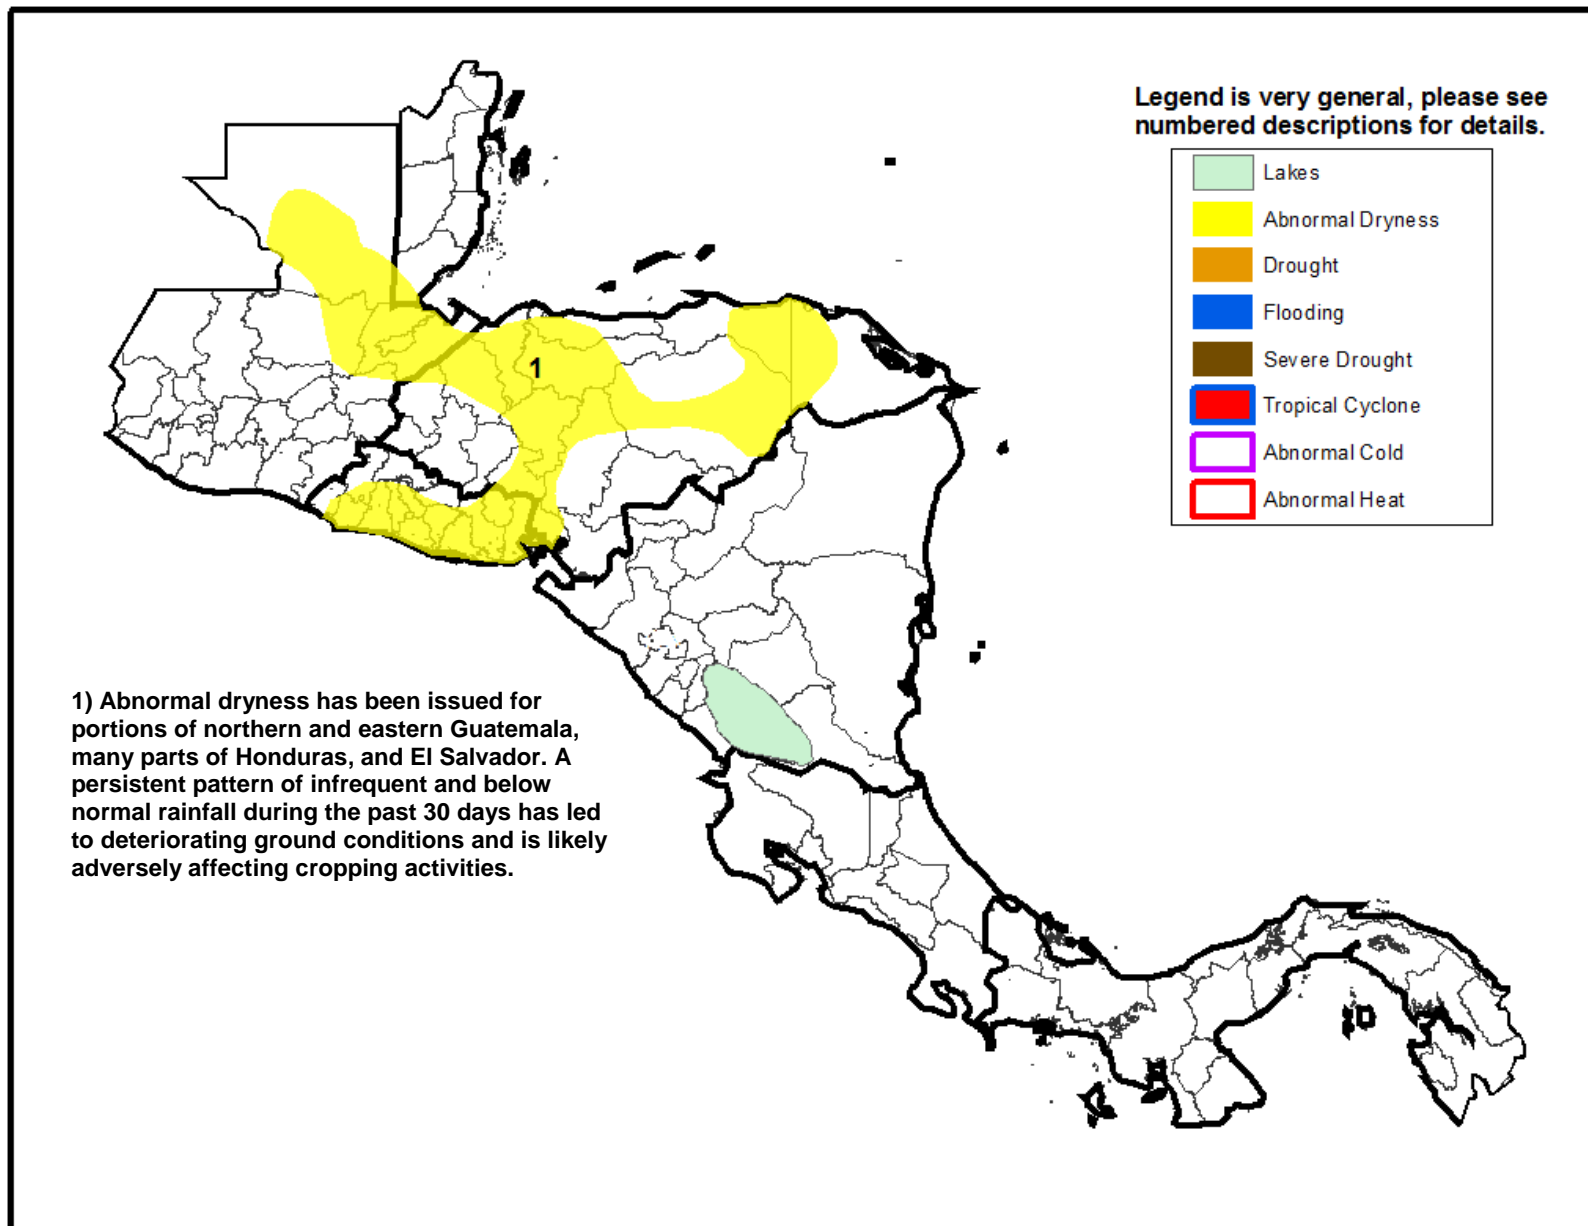 Legend is very general, please see
numbered descriptions for details.
Lakes
Abnormal Dryness
Drought
Flooding
Severe Drought
Tropical Cyclone
Abnormal Cold
Abnormal Heat
1
1) Abnormal dryness has been issued for
portions of northern and eastern Guatemala,
many parts of Honduras, and El Salvador. A
persistent pattern of infrequent and below
normal rainfall during the past 30 days has led
to deteriorating ground conditions and is likely
adversely affecting cropping activities.